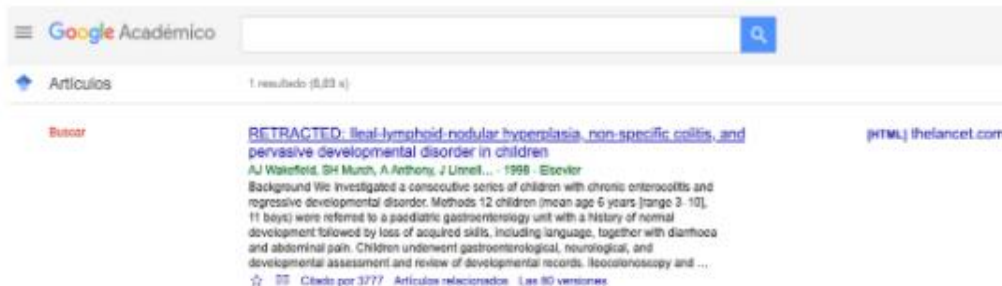 Google Académico
Artículos
1 resultado (0,03 s)
Buscar
RETRACTED: Ileal-lymphoid-nodular hyperplasia, non-specific colitis, and
pervasive developmental disorder in children
[HTML] thelancet.com
AJ Wakefield, SH Murch, A Anthony, J Linnell... - 1998 - Elsevier
Background We investigated a consecutive series of children with chronic enterocolitis and
regressive developmental disorder. Methods 12 children (mean age 6 years [range 3- 10],
11 boys) were referred to a paediatric gastroenterology unit with a history of normal
development followed by loss of acquired skills, including language, together with diarrhoea
and abdominal pain. Children underwent gastroenterological, neurological, and
developmental assessment and review of developmental records. Ileocolonoscopy and ...
Citado por 3777 Artículos relacionados Las 80 versiones